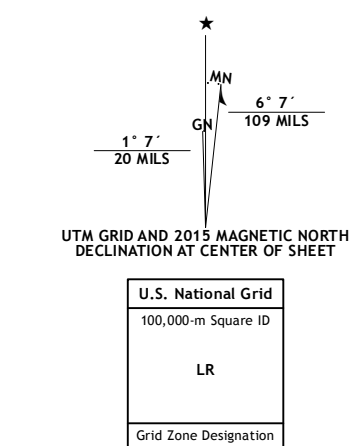 ★
MN
GN
6° 7´
109 MILS
1° 7´
20 MILS
UTM GRID AND 2015 MAGNETIC NORTH
DECLINATION AT CENTER OF SHEET
U.S. National Grid
100,000-m Square ID
LR
Grid Zone Designation